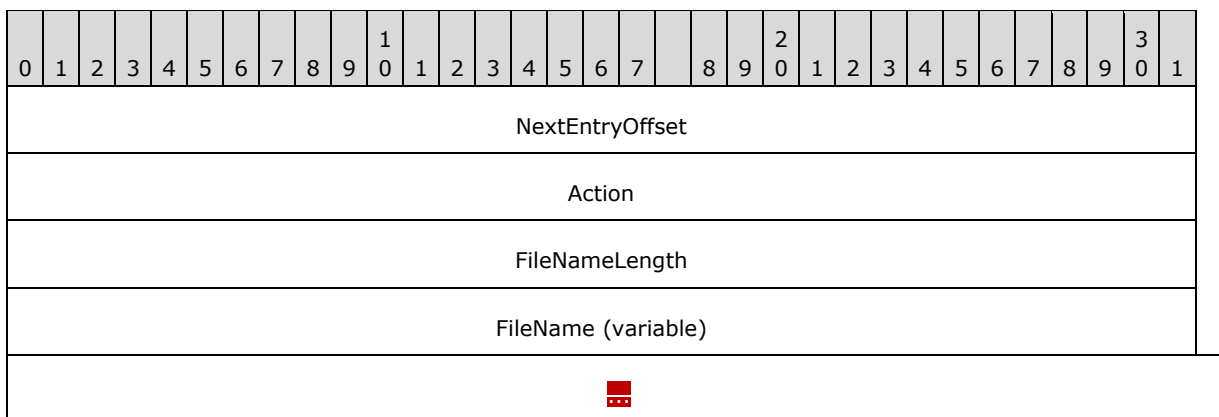 1 2 3
0 1 2 3 4 5 6 7 8 9 0 1 2 3 4 5 6 7 8 9 0 1 2 3 4 5 6 7 8 9 0 1
NextEntryOffset
Action
FileNameLength
FileName (variable)
...